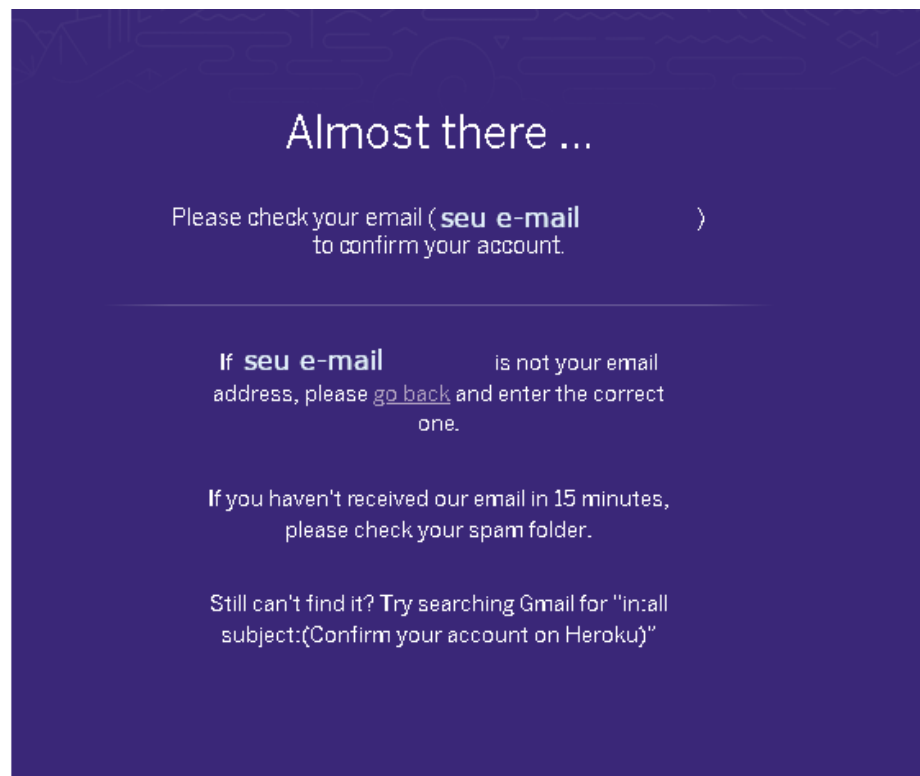 Almost there ...
Please check your email ( seu e-mail )
to confirm your account.
If seu e-mail is not your email
address, please go back and enter the correct
one.
If you haven't received our email in 15 minutes,
please check your spam folder.
Still can't find it? Try searching Gmail for "in:all
subject:(Confirm your account on Heroku)"